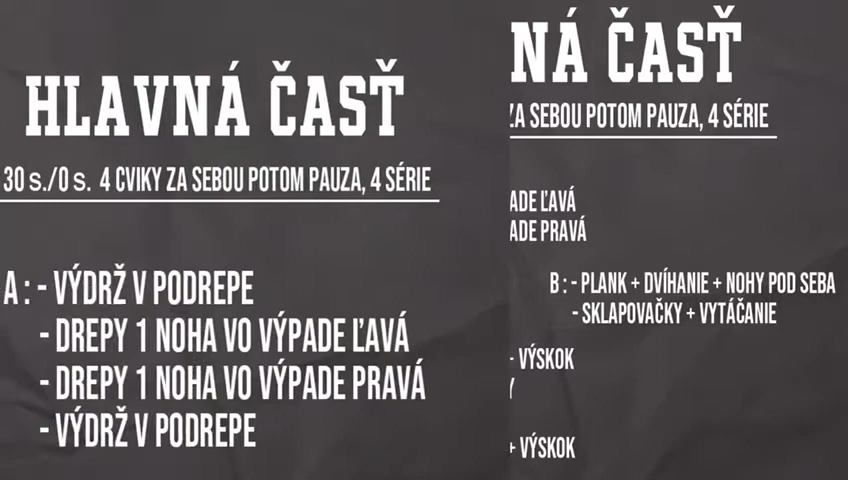 HLAVNÁ ČASŤ
30 s./0 s. 4 CVIKY ZA SEBOU POTOM PAUZA, 4 SÉRIE
A : - VÝDRŽ V PODREPE
- DREPY 1 NOHA VO VÝPADE ĽAVÁ
- DREPY 1 NOHA VO VÝPADE PRAVÁ
- VÝDRŽ V PODREPE
NÁ ČASŤ
ZA SEBOU POTOM PAUZA, 4 SÉRIE
ADE ĽAVÁ
ADE PRAVÁ
B : - PLANK + DVÍHANIE + NOHY POD SEBA
- SKLAPOVAČKY + VYTÁČANIE
- VÝSKOK
Y
+ VÝSKOK